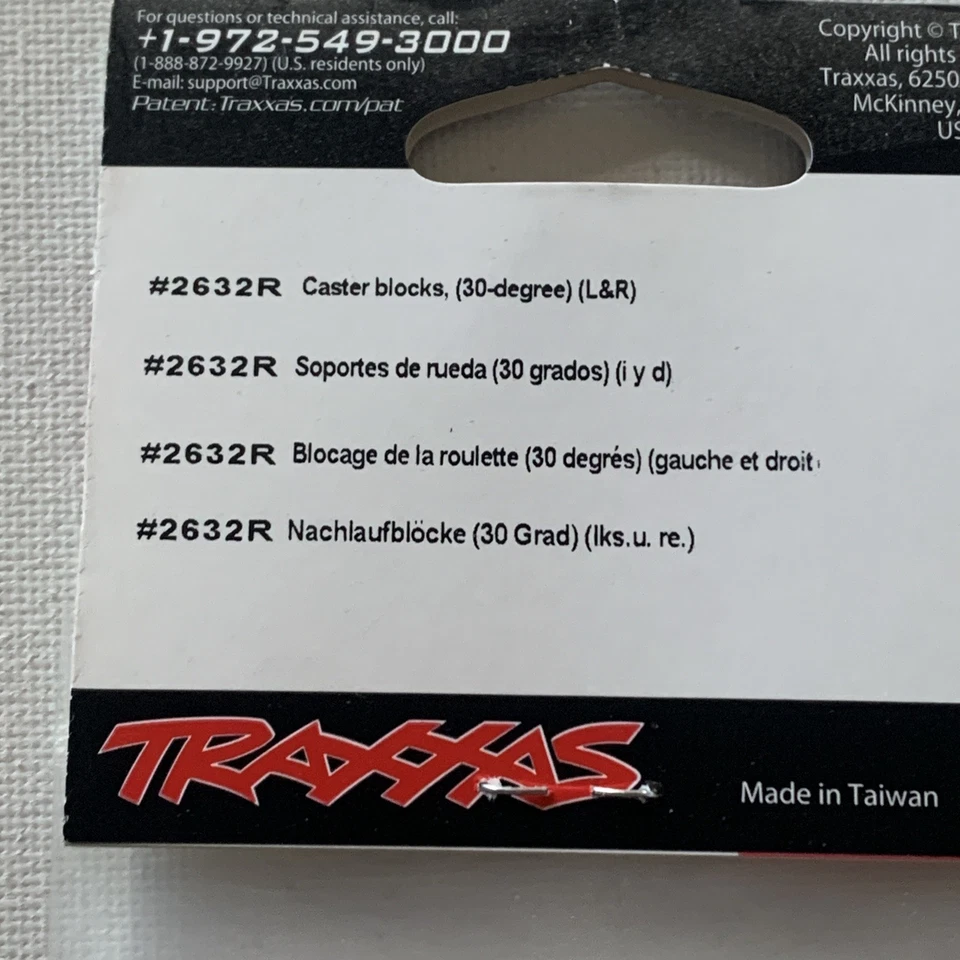 For questions or technical assistance, call:
+1-972-549-3000
(1-888-872-9927) (U.S. residents only)
E-mail: support@Traxxas.com
Patent: Traxxas.com/pat
Copyright © T
All rights
Traxxas, 6250
McKinney,
US
#2632R Caster blocks, (30-degree) (L&R)
#2632R Soportes de rueda (30 grados) (i y d)
#2632R Blocage de la roulette (30 degrés) (gauche et droit
#2632R Nachlaufblöcke (30 Grad) (lks.u. re.)
TRAXXAS
Made in Taiwan